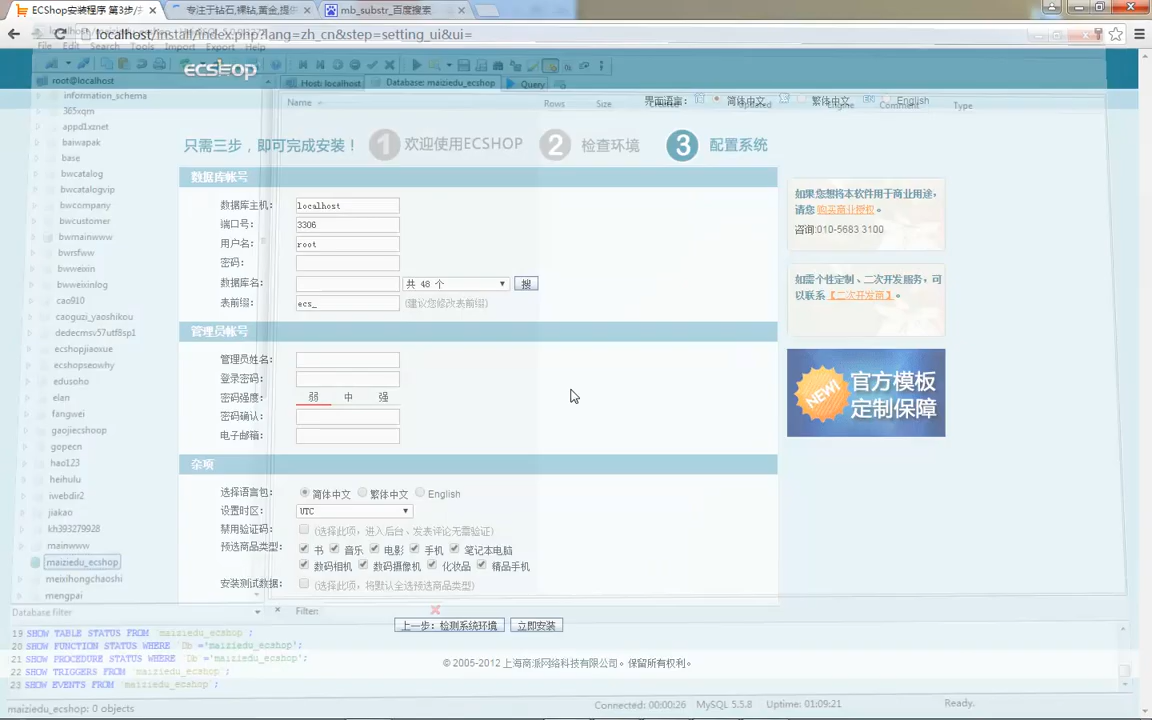 ECShop安装程序 第3步/
专注于钻石,裸钻,黄金,提
mb_substr_百度搜索
localhost/install/index.php?lang=zh_cn&step=setting_ui&ui=
File Edit Search Tools Import Export Help
ecshop
root@localhost
Host: localhost
Database: maiziedu_ecshop
Query
Name Rows Size Updated Engine Comment Type
界面语言: 简体中文 繁体中文 English
information_schema
365xqm
appd1xznet
baiwapak
base
bwcatalog
bwcatalogvip
bwcompany
bwcustomer
bwmainwww
bwrsfww
bwweixin
bwweixinlog
cao910
caoguzi_yaoshikou
dedecmsv57utf8sp1
ecshopjiaoxue
ecshopseowhy
edusoho
elan
fangwei
gaojiecshoop
gopecn
hao123
heihulu
iwebdir2
jiakao
kh393279928
mainwww
maiziedu_ecshop
meixihongchaoshi
mengpai
只需三步，即可完成安装！ 1 欢迎使用ECSHOP 2 检查环境 3 配置系统
数据库帐号
数据库主机: localhost
端口号: 3306
用户名: root
密码:
数据库名: 共 48 个 搜
表前缀: ecs_ (建议您修改表前缀)
管理员帐号
管理员姓名:
登录密码:
密码强度: 弱 中 强
密码确认:
电子邮箱:
杂项
选择语言包: 简体中文 繁体中文 English
设置时区: UTC
禁用验证码: (选择此项，进入后台、发表评论无需验证)
预选商品类型: 书 音乐 电影 手机 笔记本电脑
数码相机 数码摄像机 化妆品 精品手机
安装测试数据: (选择此项，将默认全选预选商品类型)
上一步：检测系统环境 立即安装
如果您想将本软件用于商业用途，
请您 购买商业授权 。
咨询:010-5683 3100
如需个性定制、二次开发服务，可
以联系 【二次开发商】 。
NEW!
官方模板
定制保障
© 2005-2012 上海商派网络科技有限公司。保留所有权利。
Database filter
Filter:
19 SHOW TABLE STATUS FROM `maiziedu_ecshop`;
20 SHOW FUNCTION STATUS WHERE `Db`='maiziedu_ecshop';
21 SHOW PROCEDURE STATUS WHERE `Db`='maiziedu_ecshop';
22 SHOW TRIGGERS FROM `maiziedu_ecshop`;
23 SHOW EVENTS FROM `maiziedu_ecshop`;
maiziedu_ecshop: 0 objects
Connected: 00:00:26
MySQL 5.5.8
Uptime: 01:09:21
Ready.